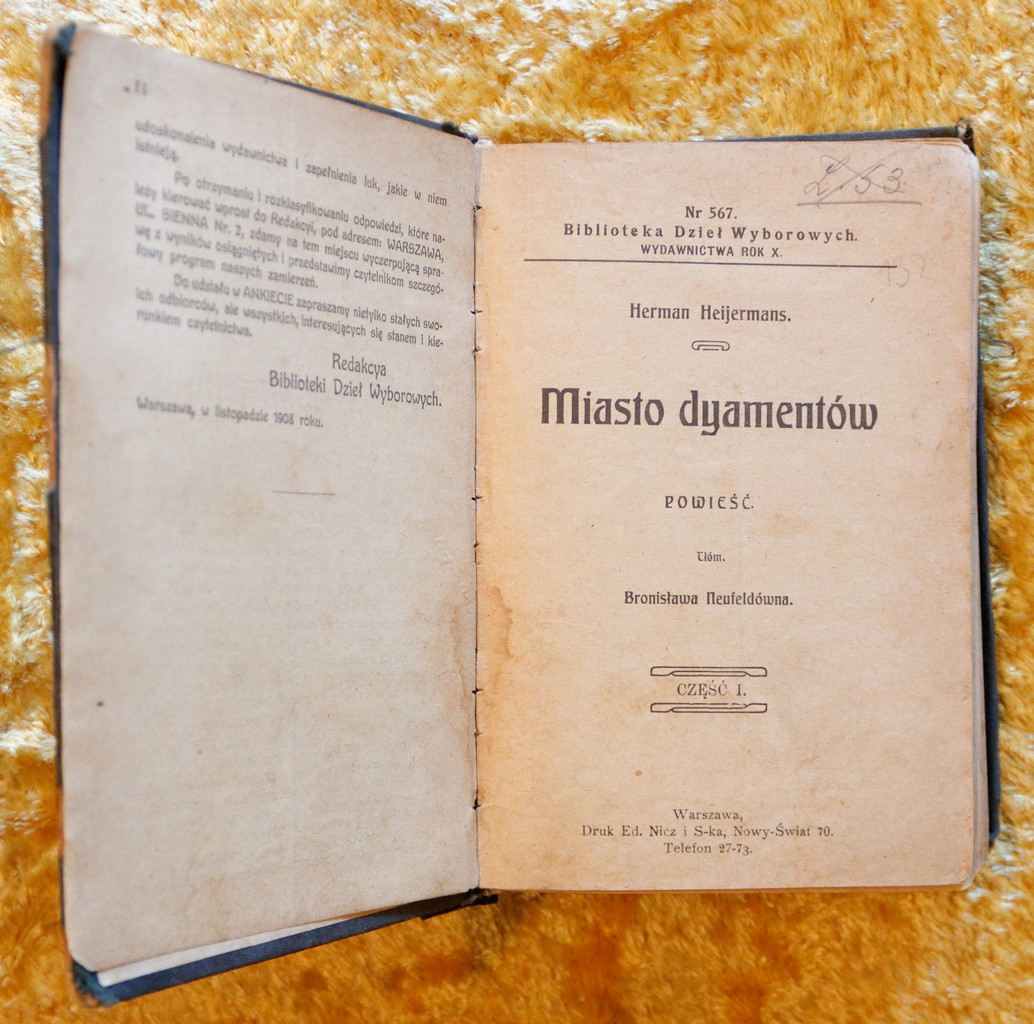 II
udoskonalenia wydawnictwa i zapełnienia luk, jakie w niem
istnieją.
Po otrzymaniu i rozklasyfikowaniu odpowiedzi, które na-
leży kierować wprost do Redakcyi, pod adresem: WARSZAWA,
UL. SIENNA Nr. 2, zdamy na tem miejscu wyczerpującą spra-
wę z wyników osiągniętych i przedstawimy czytelnikom szczegó-
łowy program naszych zamierzeń.
Do udziału w ANKIECIE zapraszamy nietylko stałych swo-
ich odbiorców, ale wszystkich, interesujących się stanem i kie-
runkiem czytelnictwa.
Redakcya
Biblioteki Dzieł Wyborowych.
Warszawa, w listopadzie 1908 roku.
Ł. 53.
Nr 567.
Biblioteka Dzieł Wyborowych.
WYDAWNICTWA ROK X.
Herman Heijermans.
Miasto dyamentów
POWIEŚĆ.
Tłóm.
Bronisława Neufeldówna.
CZĘŚĆ I.
Warszawa,
Druk Ed. Nicz i S-ka, Nowy-Świat 70.
Telefon 27-73.